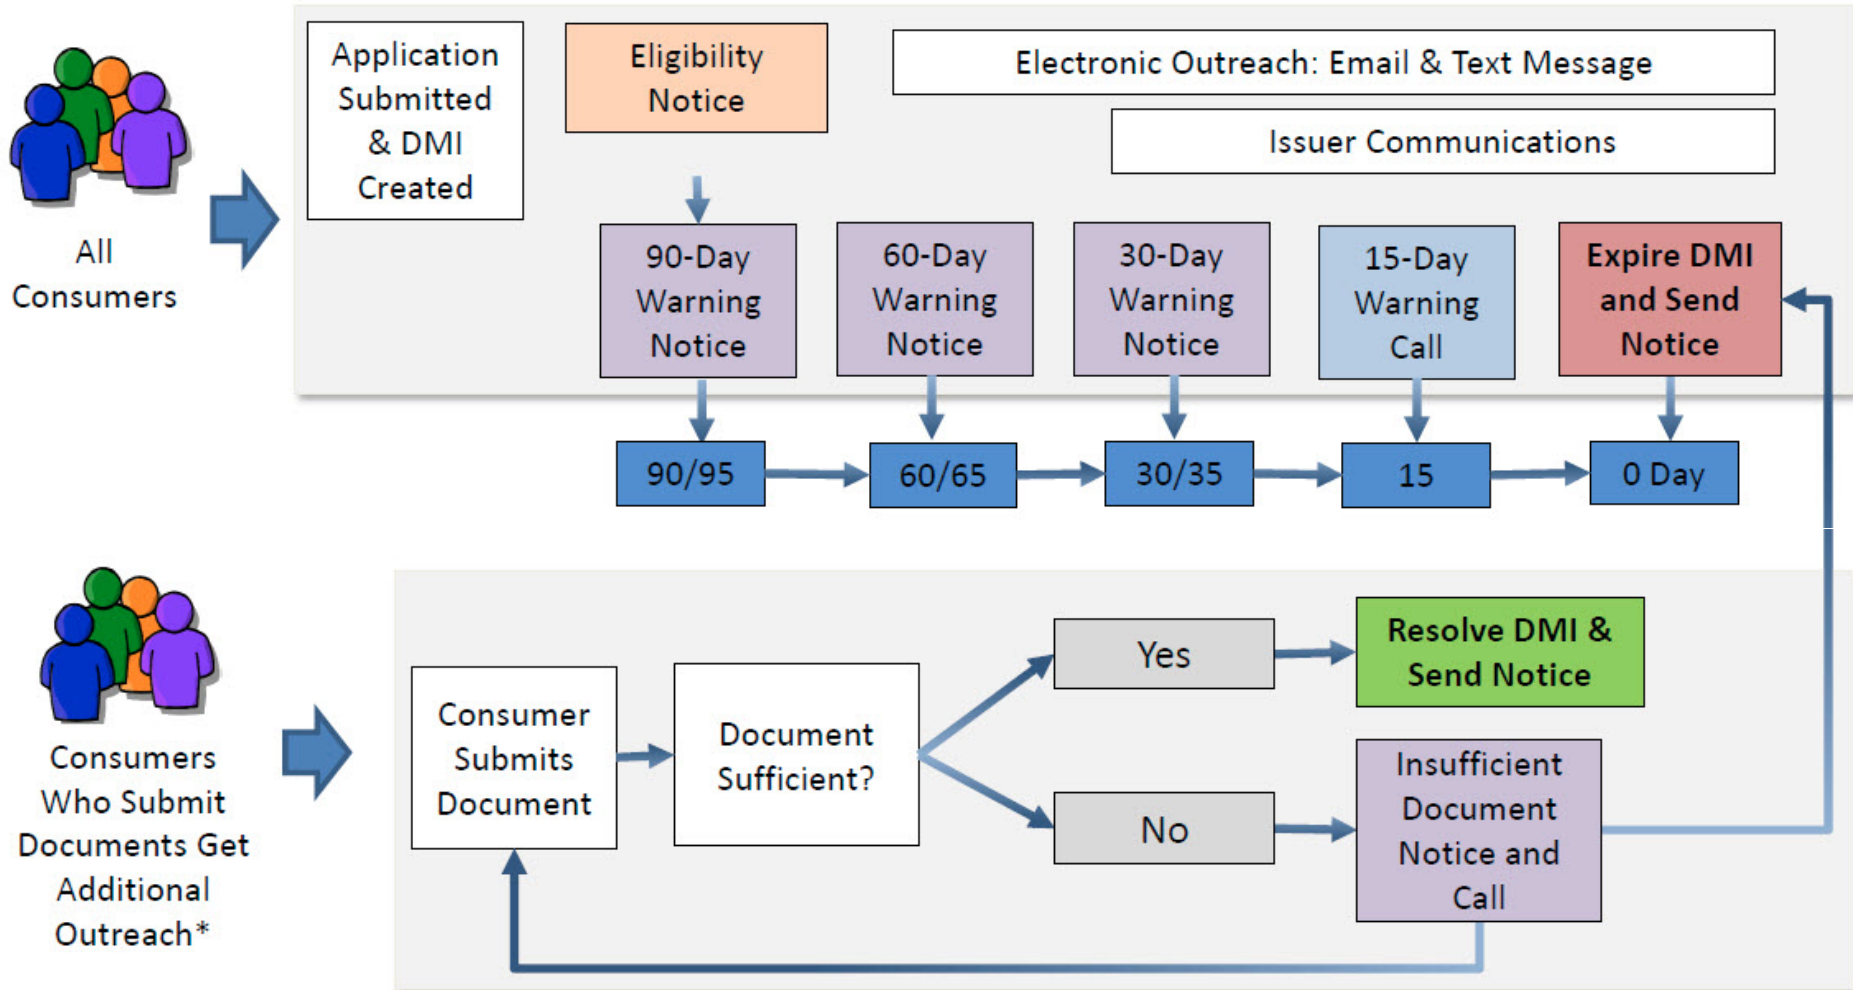 Application
Submitted
& DMI
Created
Eligibility
Notice
Electronic Outreach: Email & Text Message
Issuer Communications
All
Consumers
90-Day
Warning
Notice
60-Day
Warning
Notice
30-Day
Warning
Notice
15-Day
Warning
Call
Expire DMI
and Send
Notice
90/95
60/65
30/35
15
0 Day
Consumers
Who Submit
Documents Get
Additional
Outreach*
Consumer
Submits
Document
Document
Sufficient?
Yes
Resolve DMI &
Send Notice
No
Insufficient
Document
Notice and
Call